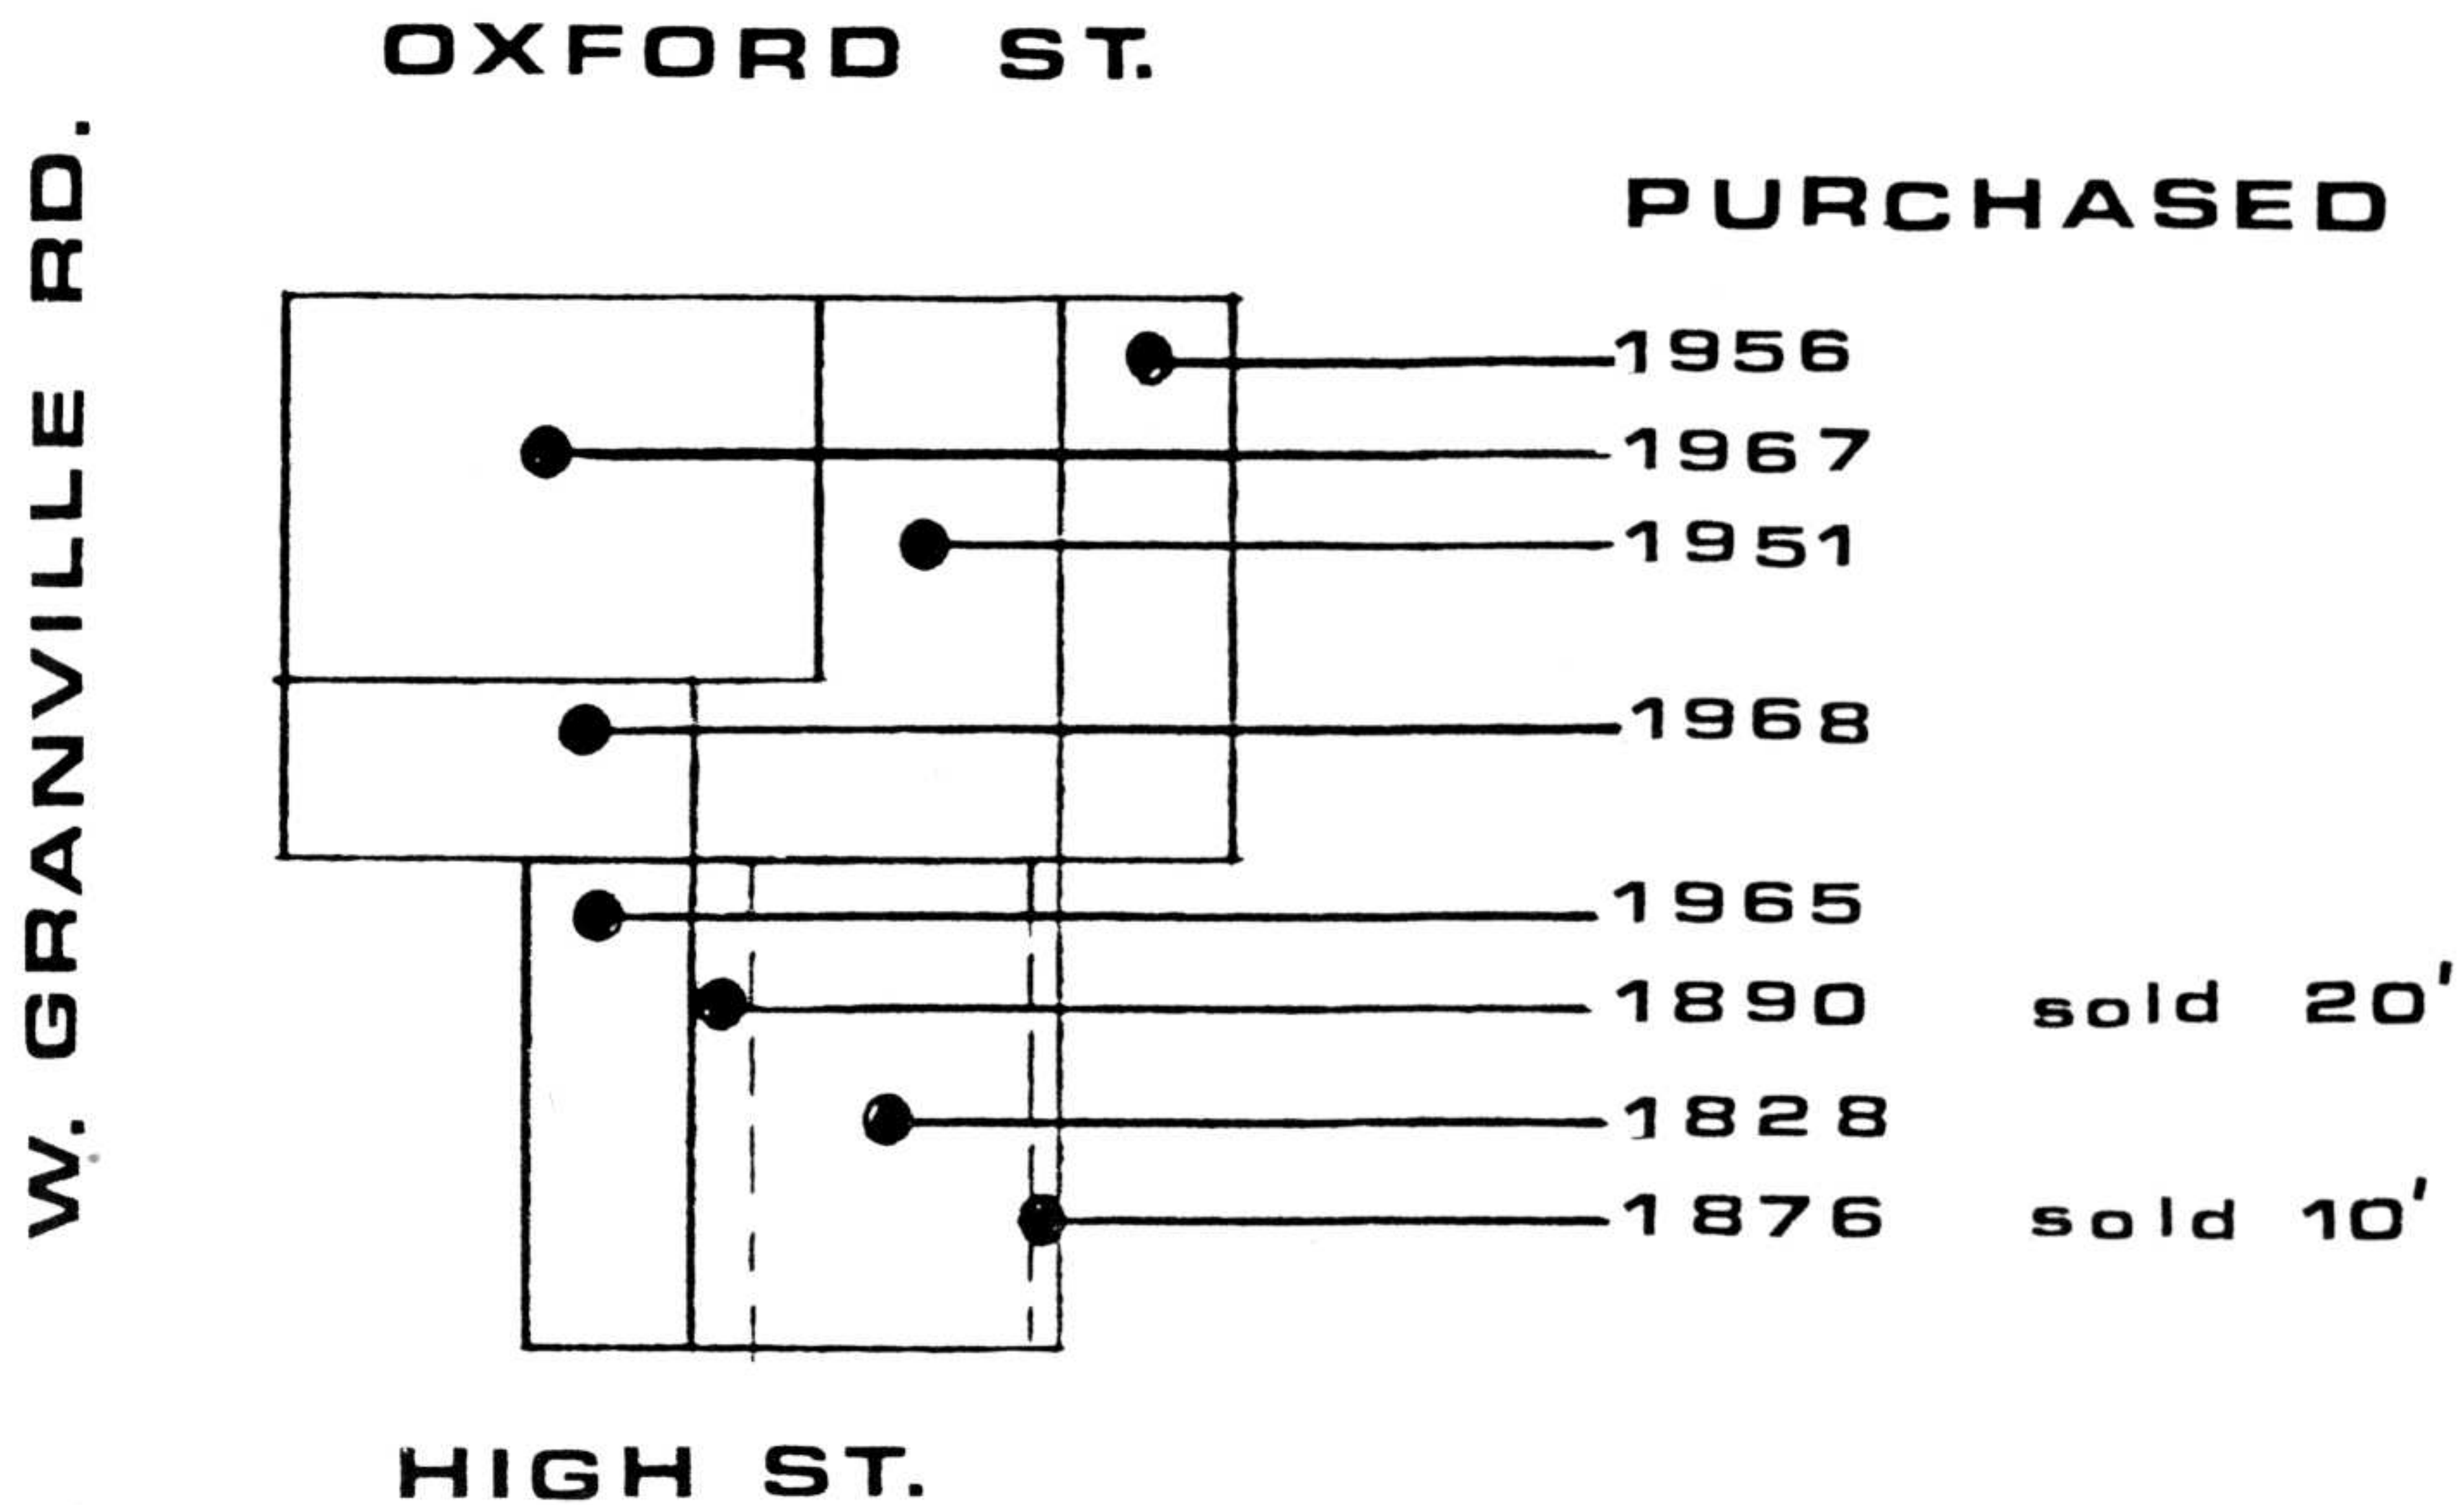 OXFORD ST.
W. GRANVILLE RD.
PURCHASED
1956
1967
1951
1968
1965
1890 sold 20'
1828
1876 sold 10'
HIGH ST.